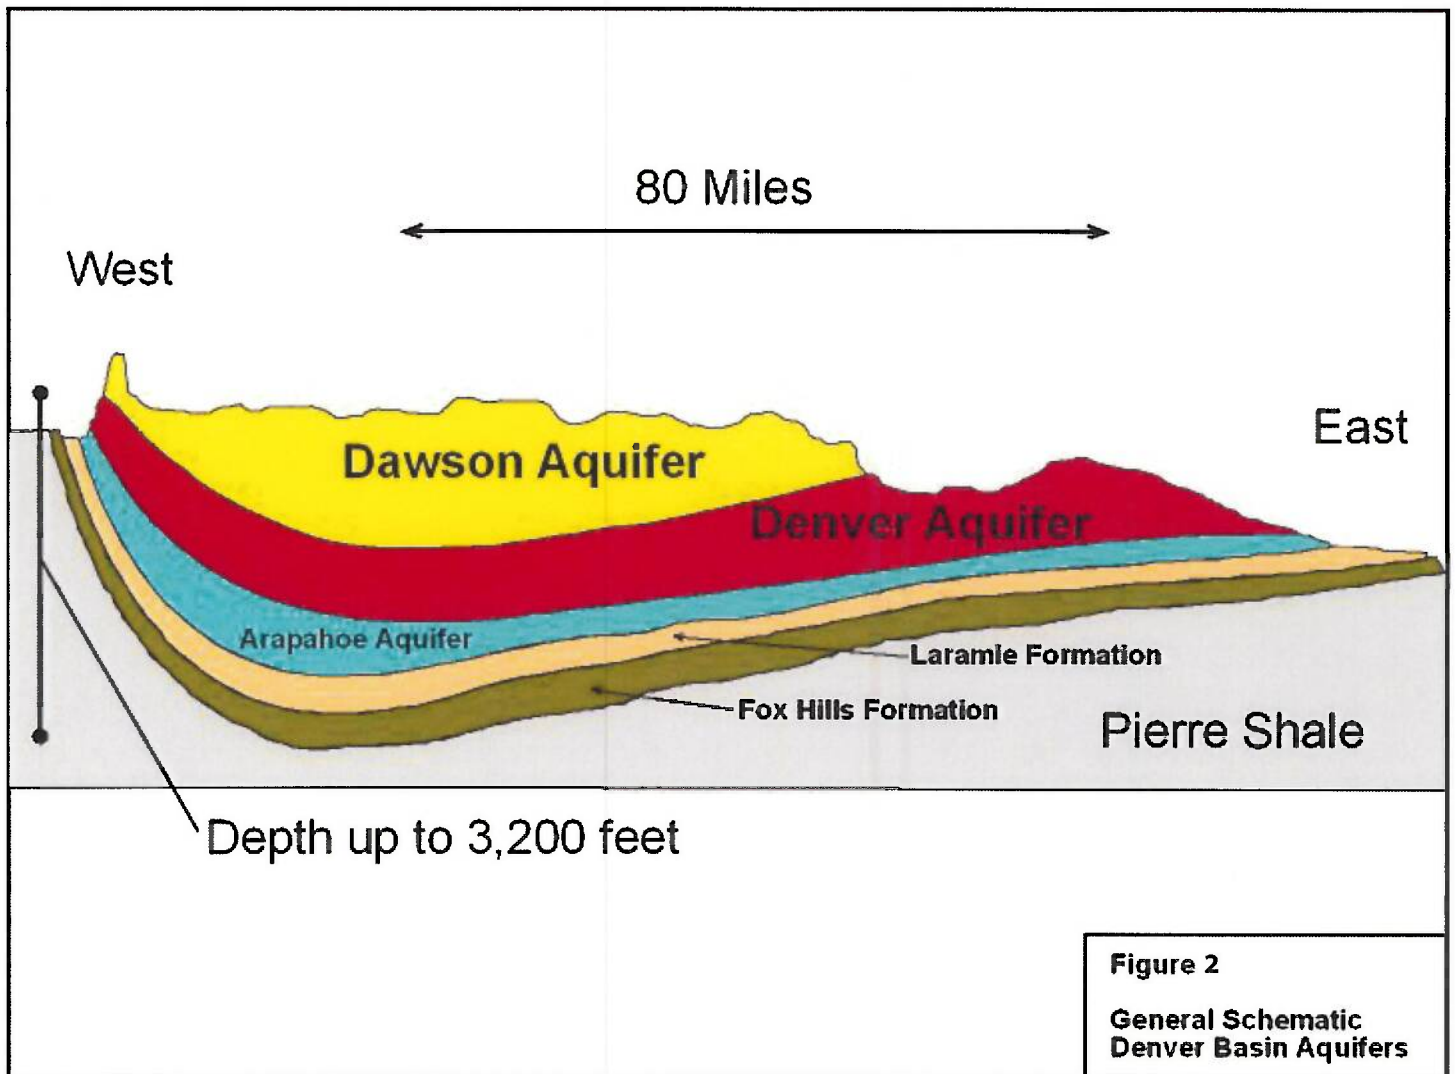 80 Miles
West
East
Dawson Aquifer
Denver Aquifer
Arapahoe Aquifer
Laramie Formation
Fox Hills Formation
Pierre Shale
Depth up to 3,200 feet
Figure 2
General Schematic
Denver Basin Aquifers